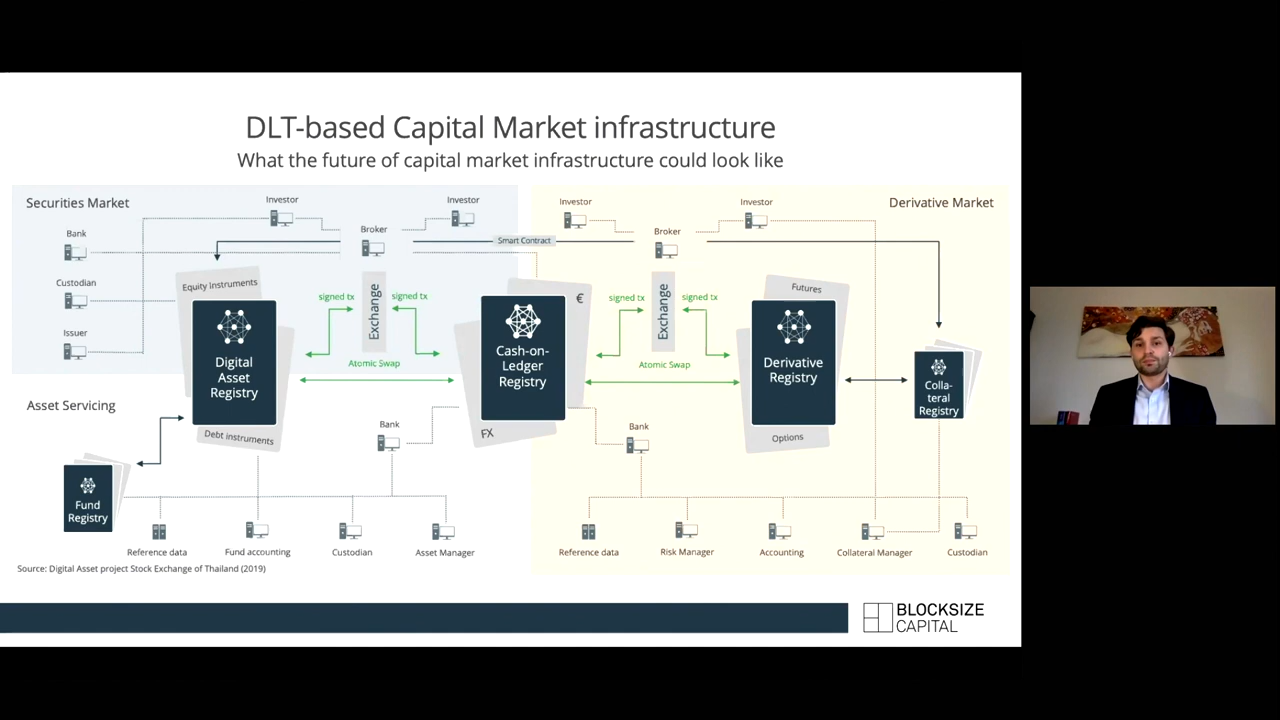 DLT-based Capital Market infrastructure
What the future of capital market infrastructure could look like
Securities Market
Derivative Market
Investor
Investor
Investor
Investor
Bank
Broker
Broker
Smart Contract
Custodian
Issuer
Equity Instruments
Digital
Asset
Registry
Debt instruments
signed tx
Exchange
signed tx
Atomic Swap
€
Cash-on-
Ledger
Registry
FX
signed tx
Exchange
signed tx
Atomic Swap
Futures
Derivative
Registry
Options
Colla-
teral
Registry
Asset Servicing
Bank
Bank
Fund
Registry
Reference data
Fund accounting
Custodian
Asset Manager
Reference data
Risk Manager
Accounting
Collateral Manager
Custodian
Source: Digital Asset project Stock Exchange of Thailand (2019)
BLOCKSIZE
CAPITAL